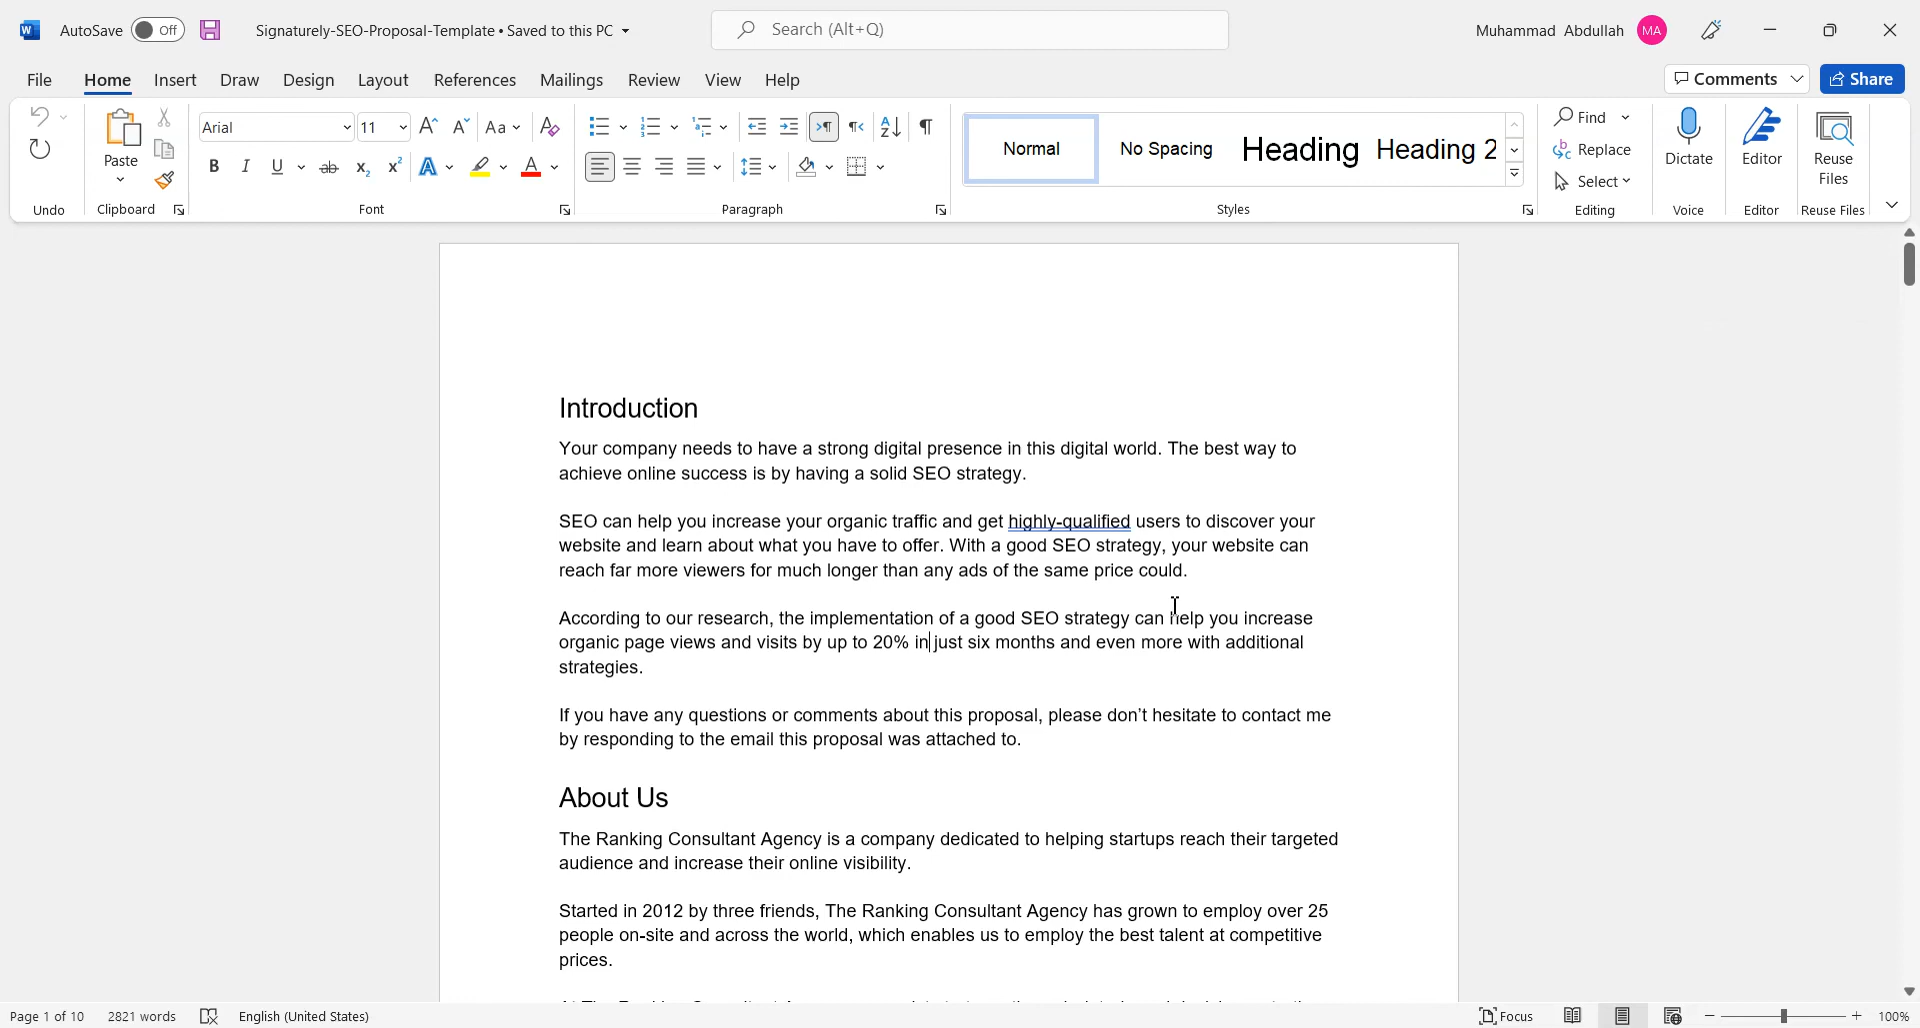 AutoSave Off Signaturely-SEO-Proposal-Template • Saved to this PC Search (Alt+Q) Muhammad Abdullah MA
File Home Insert Draw Design Layout References Mailings Review View Help Comments Share
Paste
Arial 11 Aa
Normal No Spacing Heading Heading 2
Find
Replace
Select
Dictate
Editor
Reuse
Files
Undo Clipboard Font Paragraph Styles Editing Voice Editor Reuse Files
Introduction
Your company needs to have a strong digital presence in this digital world. The best way to
achieve online success is by having a solid SEO strategy.
SEO can help you increase your organic traffic and get highly-qualified users to discover your
website and learn about what you have to offer. With a good SEO strategy, your website can
reach far more viewers for much longer than any ads of the same price could.
According to our research, the implementation of a good SEO strategy can help you increase
organic page views and visits by up to 20% in just six months and even more with additional
strategies.
If you have any questions or comments about this proposal, please don’t hesitate to contact me
by responding to the email this proposal was attached to.
About Us
The Ranking Consultant Agency is a company dedicated to helping startups reach their targeted
audience and increase their online visibility.
Started in 2012 by three friends, The Ranking Consultant Agency has grown to employ over 25
people on-site and across the world, which enables us to employ the best talent at competitive
prices.
Page 1 of 10 2821 words English (United States) Focus 100%